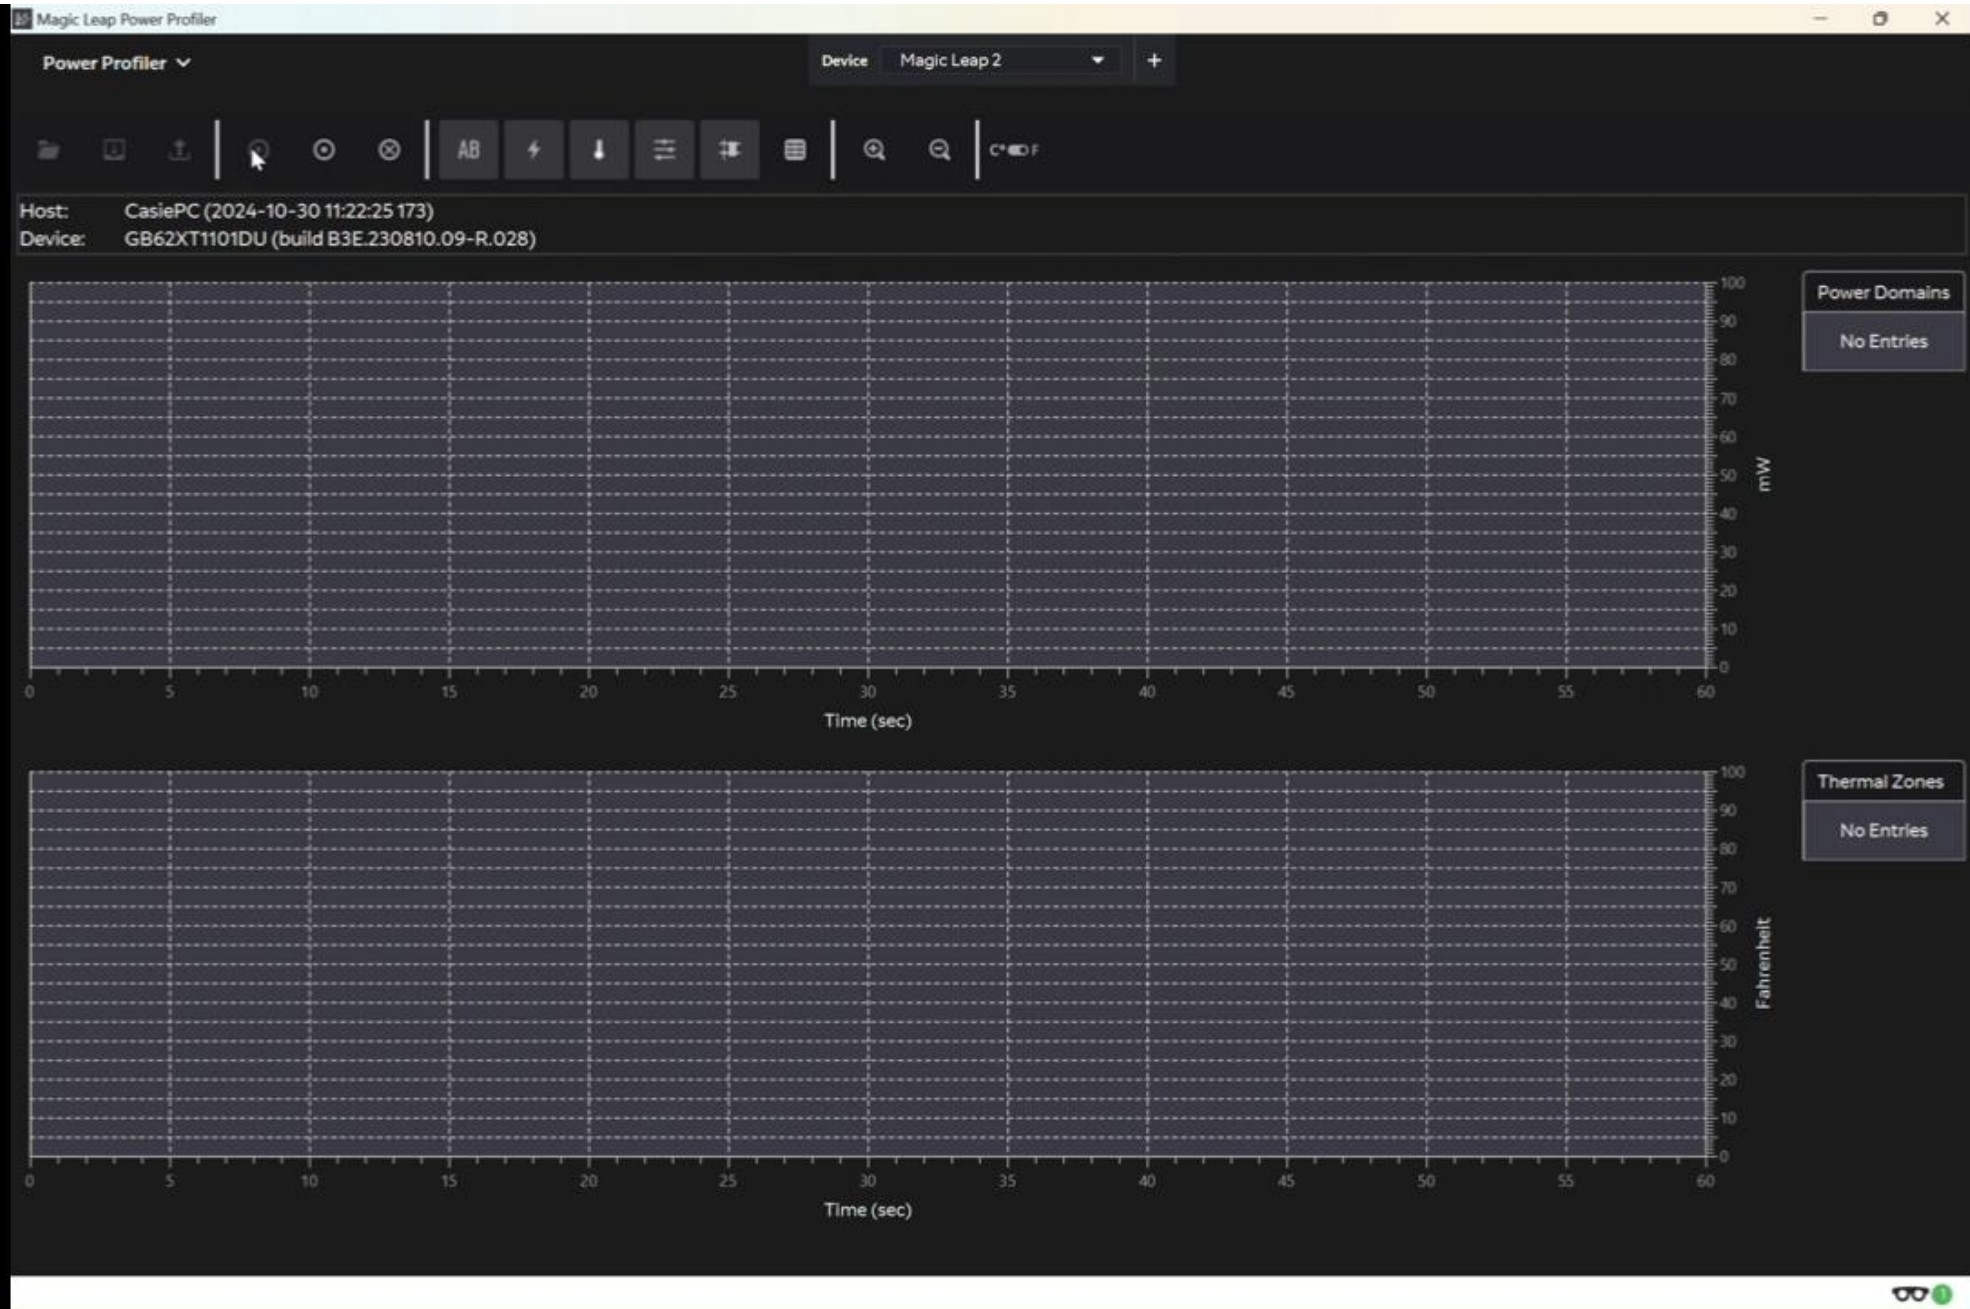 Magic Leap Power Profiler
Power Profiler
Device Magic Leap 2 +
AB C° F
Host: CasiePC (2024-10-30 11:22:25 173)
Device: GB62XT1101DU (build B3E.230810.09-R.028)
100
90
80
70
60
50
40
30
20
10
0
mW
Power Domains
No Entries
0 5 10 15 20 25 30 35 40 45 50 55 60
Time (sec)
100
90
80
70
60
50
40
30
20
10
0
Fahrenheit
Thermal Zones
No Entries
0 5 10 15 20 25 30 35 40 45 50 55 60
Time (sec)
1